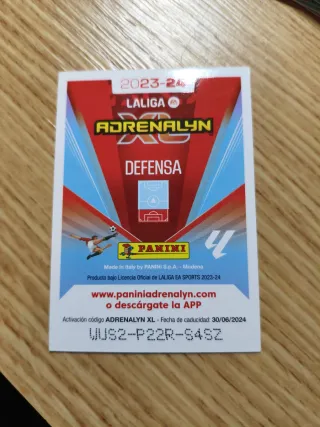 2023-24
LALIGA
XL
ADRENALYN
DEFENSA
PANINI
Made in Italy by PANINI S.p.A. - Modena
Producto bajo Licencia Oficial de LALIGA EA SPORTS 2023-24
www.paniniadrenalyn.com
o descárgate la APP
Activación código ADRENALYN XL - Fecha de caducidad: 30/06/2024
WUS2-P22R-S4SZ